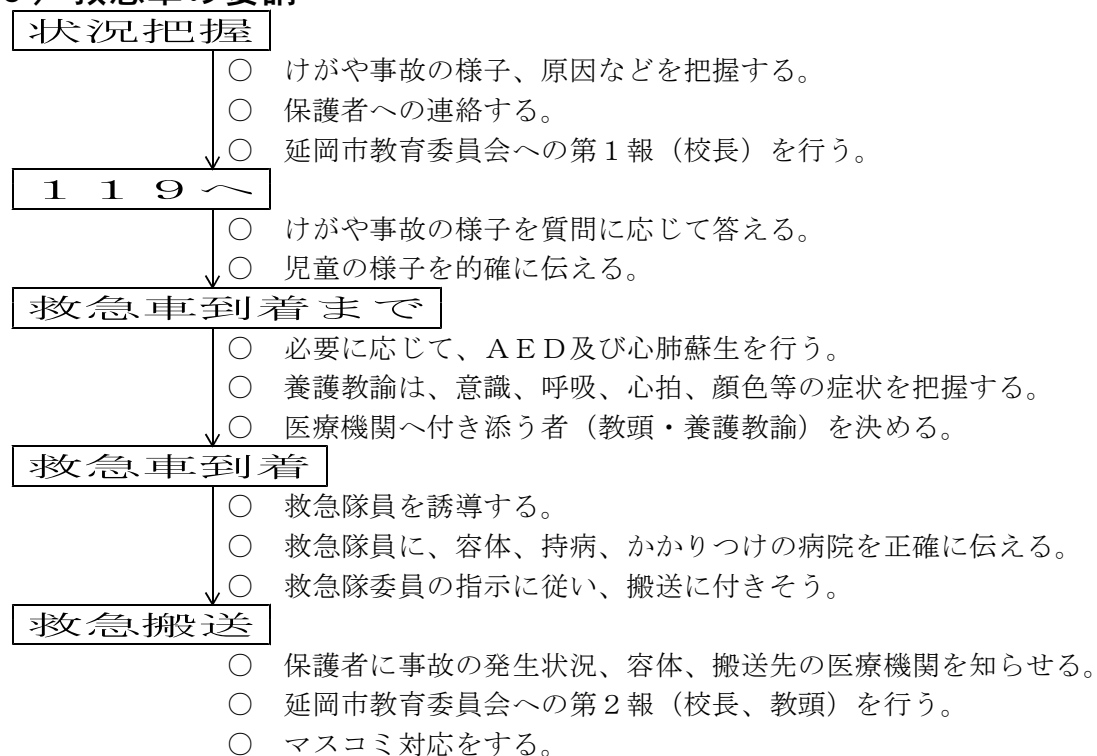 状況把握
○　けがや事故の様子、原因などを把握する。
○　保護者への連絡する。
○　延岡市教育委員会への第１報（校長）を行う。
１１９へ
○　けがや事故の様子を質問に応じて答える。
○　児童の様子を的確に伝える。
救急車到着まで
○　必要に応じて、ＡＥＤ及び心肺蘇生を行う。
○　養護教諭は、意識、呼吸、心拍、顔色等の症状を把握する。
○　医療機関へ付き添う者（教頭・養護教諭）を決める。
救急車到着
○　救急隊員を誘導する。
○　救急隊員に、容体、持病、かかりつけの病院を正確に伝える。
○　救急隊委員の指示に従い、搬送に付きそう。
救急搬送
○　保護者に事故の発生状況、容体、搬送先の医療機関を知らせる。
○　延岡市教育委員会への第２報（校長、教頭）を行う。
○　マスコミ対応をする。